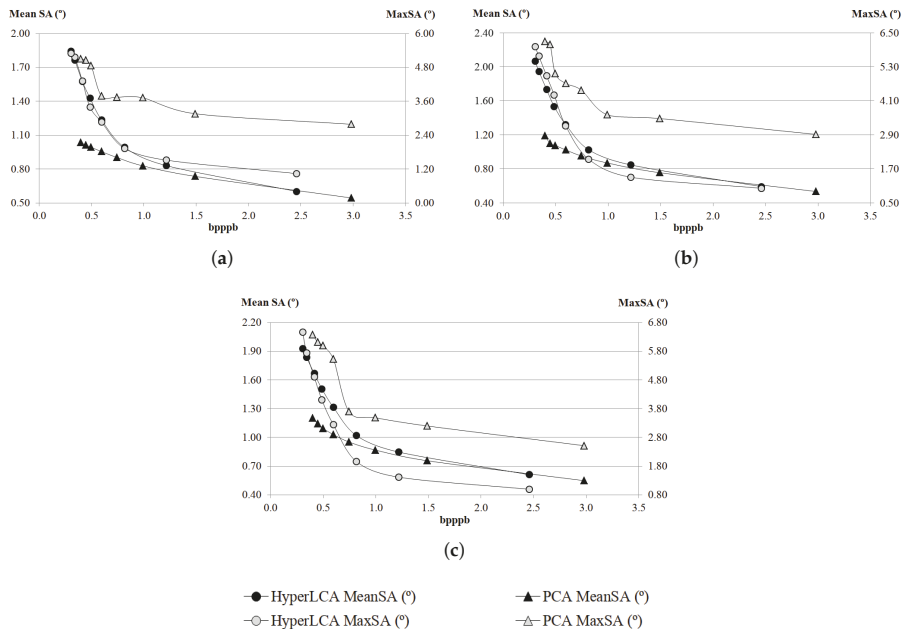 Mean SA (º) MaxSA (º)
2.00 6.00
1.70 4.80
1.40 3.60
1.10 2.40
0.80 1.20
0.50 0.00
0.0 0.5 1.0 1.5 2.0 2.5 3.0 3.5
bpppb
(a)
Mean SA (º) MaxSA (º)
2.40 6.50
2.00 5.30
1.60 4.10
1.20 2.90
0.80 1.70
0.40 0.50
0.0 0.5 1.0 1.5 2.0 2.5 3.0 3.5
bpppb
(b)
Mean SA (º) MaxSA (º)
2.20 6.80
1.90 5.80
1.60 4.80
1.30 3.80
1.00 2.80
0.70 1.80
0.40 0.80
0.0 0.5 1.0 1.5 2.0 2.5 3.0 3.5
bpppb
(c)
HyperLCA MeanSA (º) PCA MeanSA (º)
HyperLCA MaxSA (º) PCA MaxSA (º)